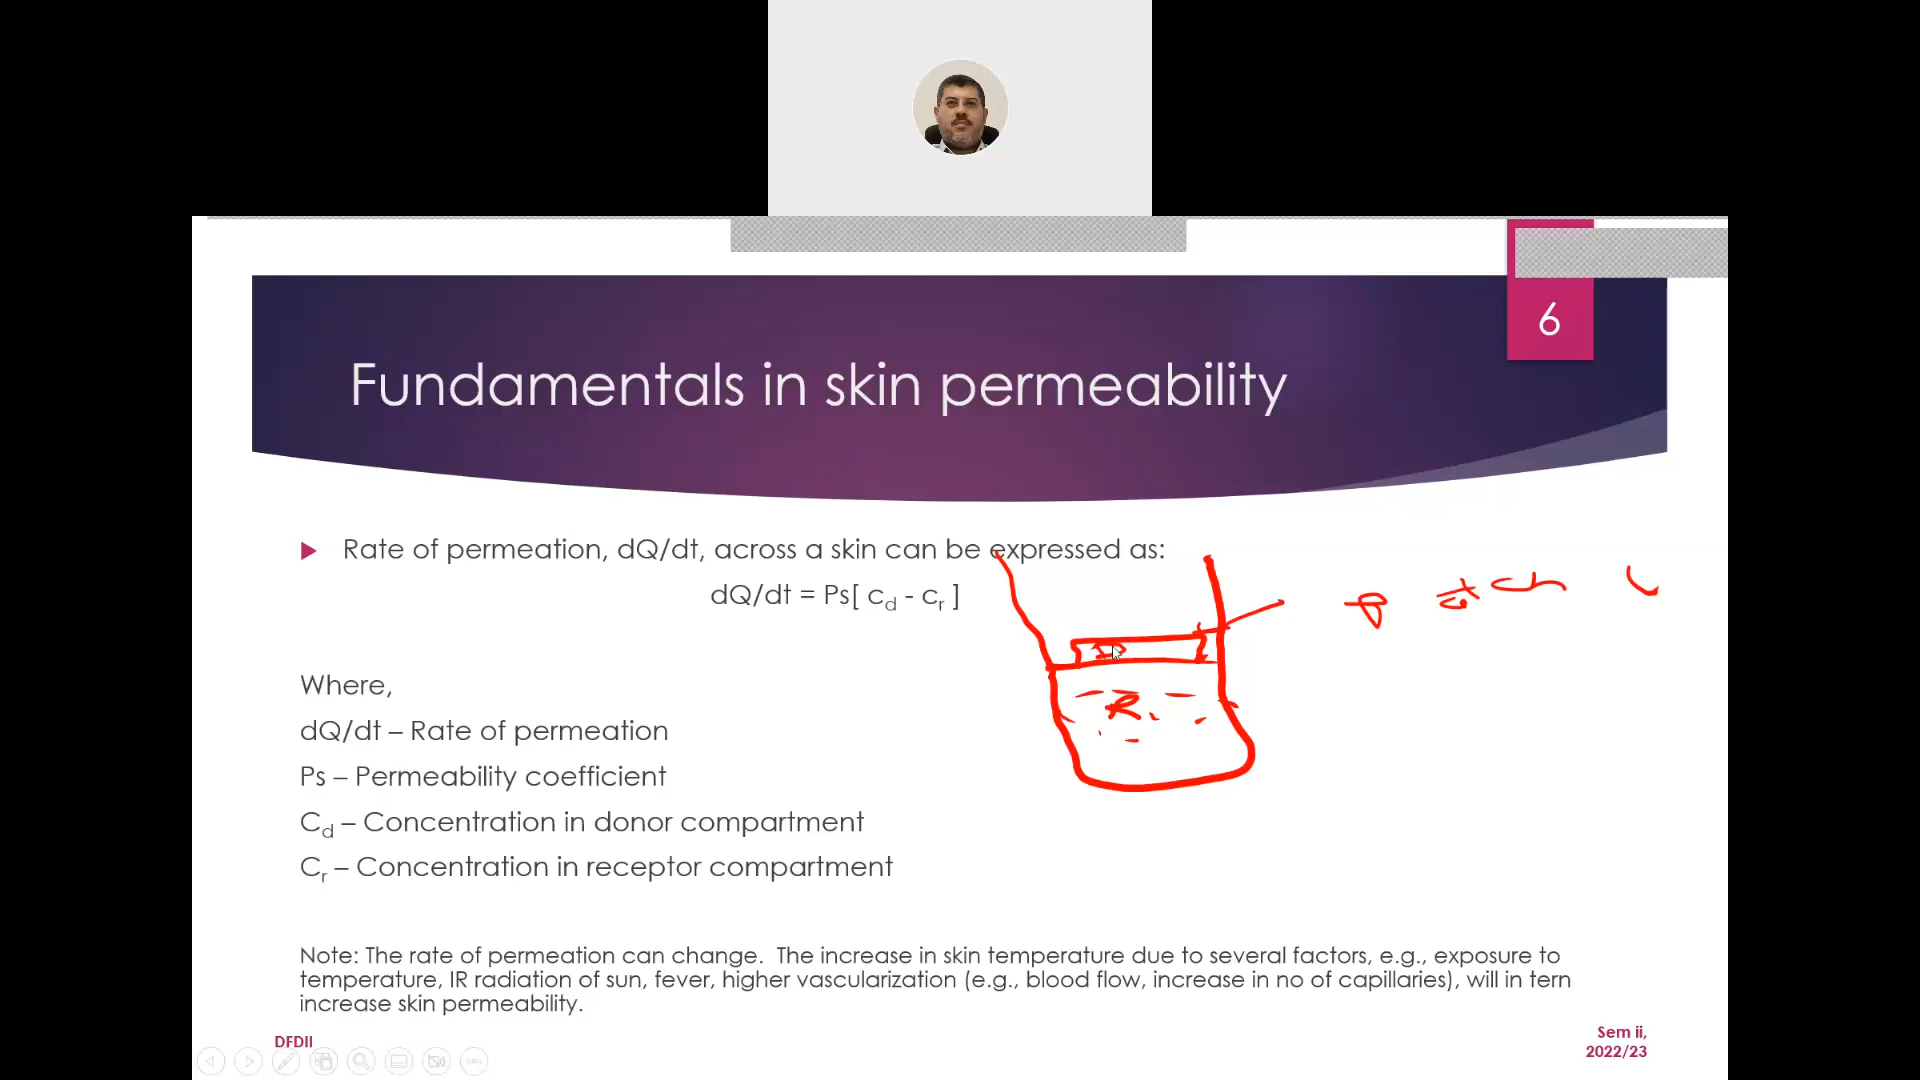 6
Fundamentals in skin permeability
Rate of permeation, dQ/dt, across a skin can be expressed as:
dQ/dt = Ps[ cd - cr ]
Patch
D
R
Where,
dQ/dt – Rate of permeation
Ps – Permeability coefficient
Cd – Concentration in donor compartment
Cr – Concentration in receptor compartment
Note: The rate of permeation can change. The increase in skin temperature due to several factors, e.g., exposure to
temperature, IR radiation of sun, fever, higher vascularization (e.g., blood flow, increase in no of capillaries), will in tern
increase skin permeability.
DFDII
Sem ii,
2022/23